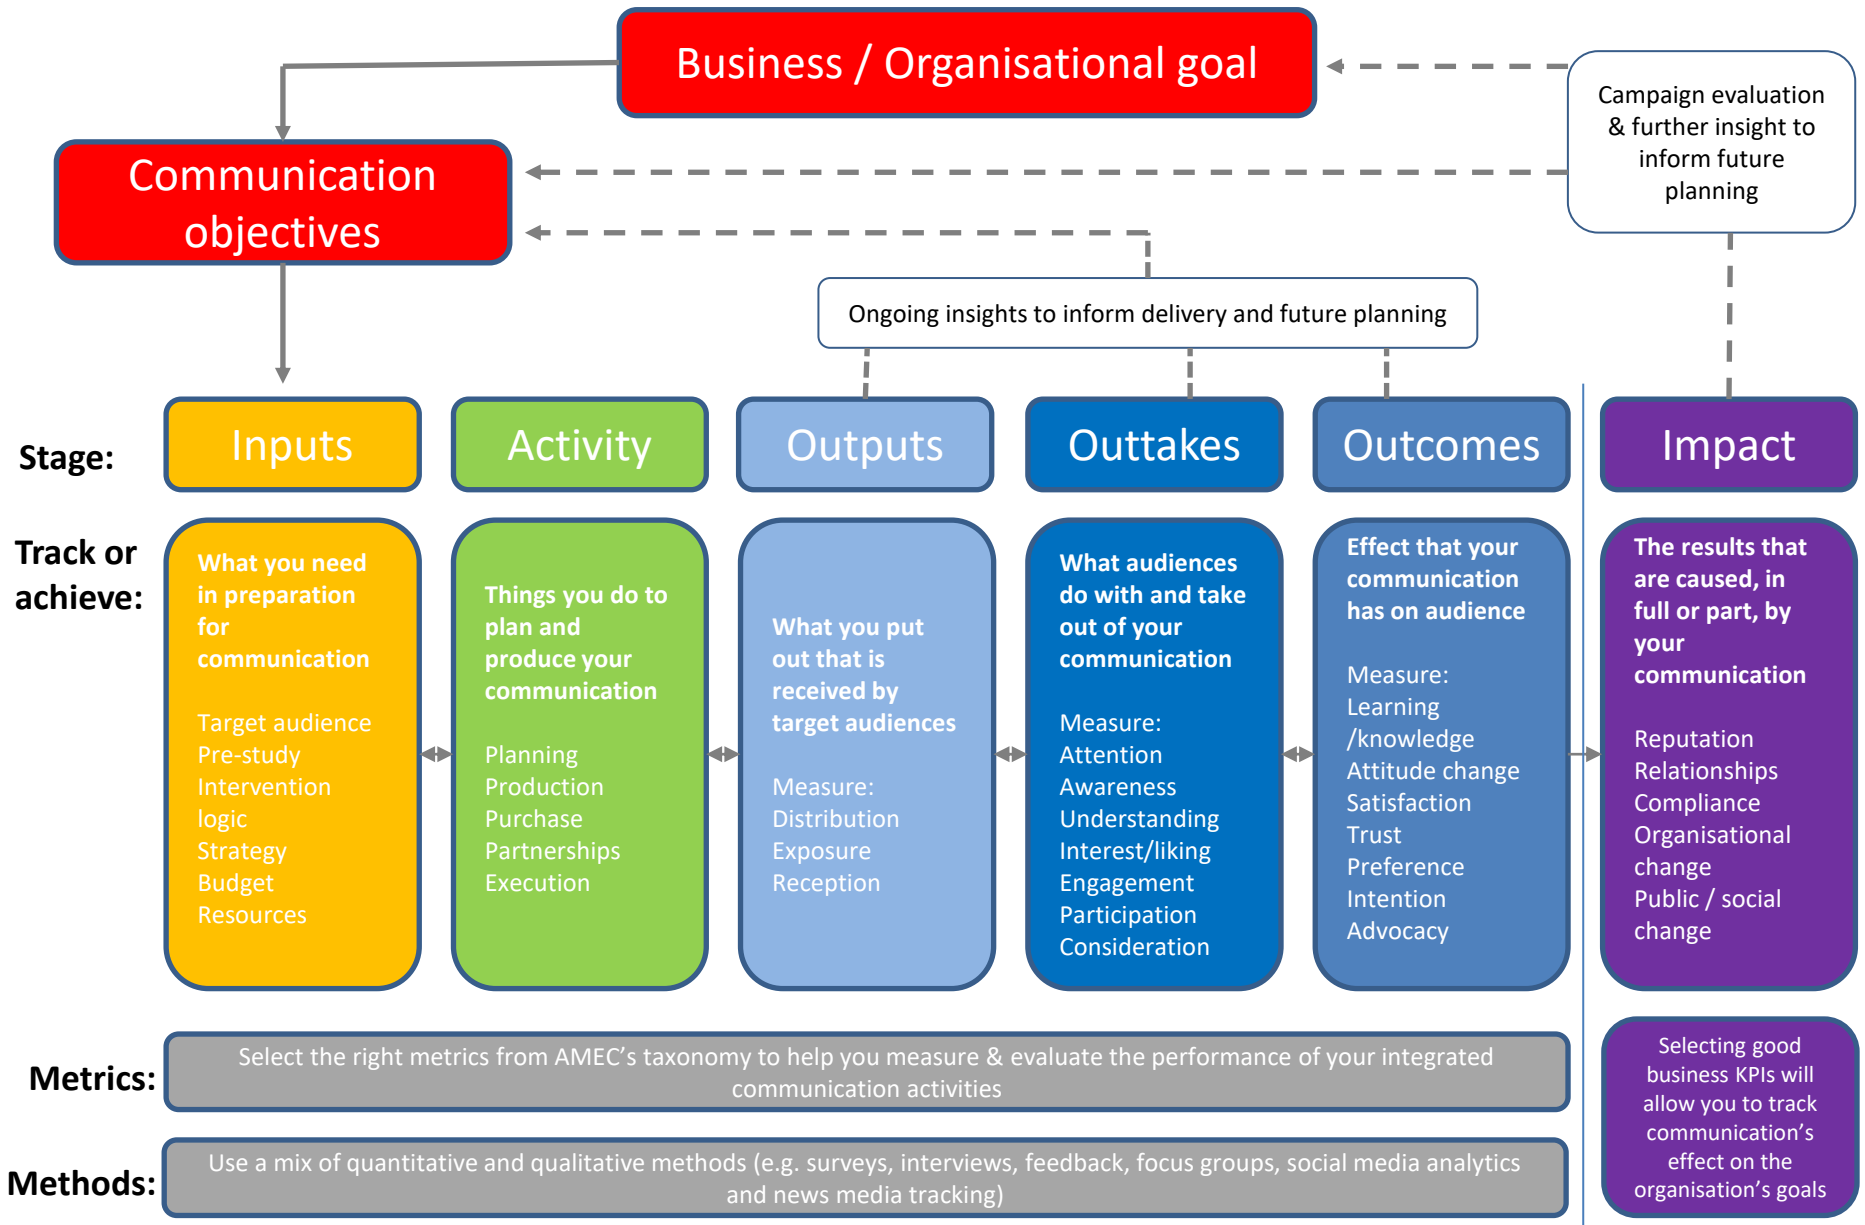 Business / Organisational goal
Campaign evaluation
& further insight to
inform future
planning
Communication
objectives
Ongoing insights to inform delivery and future planning
Stage:
Inputs
Activity
Outputs
Outtakes
Outcomes
Impact
Track or
achieve:
What you need
in preparation
for
communication
Target audience
Pre-study
Intervention
logic
Strategy
Budget
Resources
Things you do to
plan and
produce your
communication
Planning
Production
Purchase
Partnerships
Execution
What you put
out that is
received by
target audiences
Measure:
Distribution
Exposure
Reception
What audiences
do with and take
out of your
communication
Measure:
Attention
Awareness
Understanding
Interest/liking
Engagement
Participation
Consideration
Effect that your
communication
has on audience
Measure:
Learning
/knowledge
Attitude change
Satisfaction
Trust
Preference
Intention
Advocacy
The results that
are caused, in
full or part, by
your
communication
Reputation
Relationships
Compliance
Organisational
change
Public / social
change
Metrics:
Select the right metrics from AMEC’s taxonomy to help you measure & evaluate the performance of your integrated
communication activities
Selecting good
business KPIs will
allow you to track
communication’s
effect on the
organisation’s goals
Methods:
Use a mix of quantitative and qualitative methods (e.g. surveys, interviews, feedback, focus groups, social media analytics
and news media tracking)